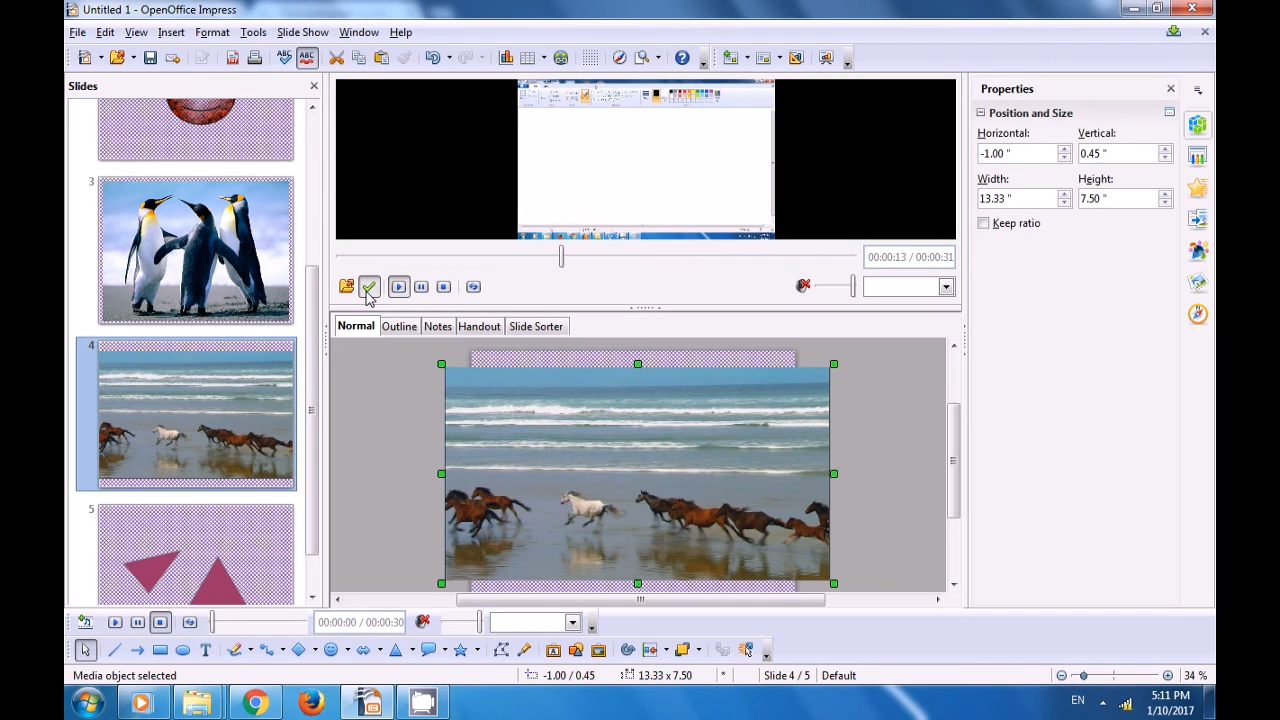 Untitled 1 - OpenOffice Impress
File Edit View Insert Format Tools Slide Show Window Help
Slides
3
4
5
00:00:13 / 00:00:31
Normal Outline Notes Handout Slide Sorter
Properties
Position and Size
Horizontal: Vertical:
-1.00 " 0.45 "
Width: Height:
13.33 " 7.50 "
Keep ratio
00:00:00 / 00:00:30
Media object selected -1.00 / 0.45 13.33 x 7.50 * Slide 4 / 5 Default 34 %
EN 5:11 PM
1/10/2017